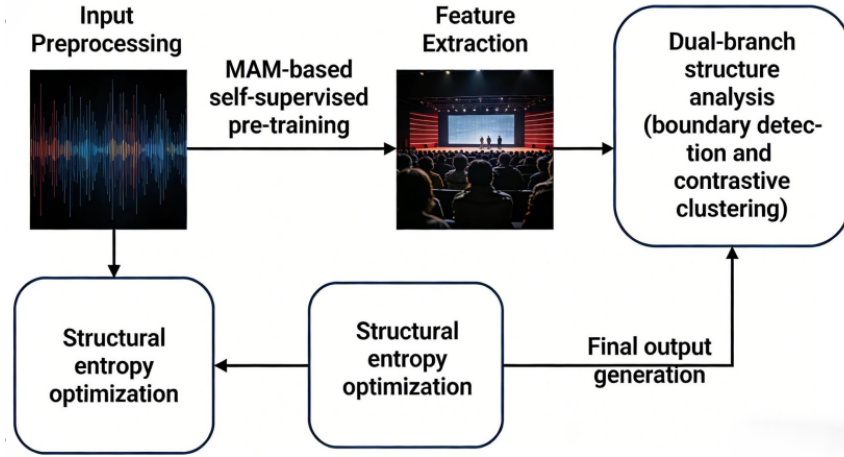 Input
Preprocessing
MAM-based
self-supervised
pre-training
Feature
Extraction
Dual-branch
structure
analysis
(boundary detec-
tion and
contrastive
clustering)
Structural
entropy
optimization
Structural
entropy
optimization
Final output
generation